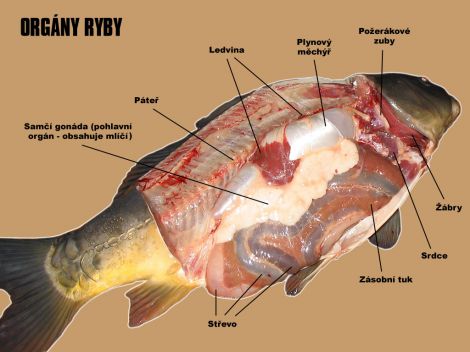 ORGÁNY RYBY
Ledvina
Plynový
měchýř
Požerákové
zuby
Páteř
Samčí gonáda (pohlavní
orgán - obsahuje mlíčí)
Žábry
Srdce
Zásobní tuk
Střevo